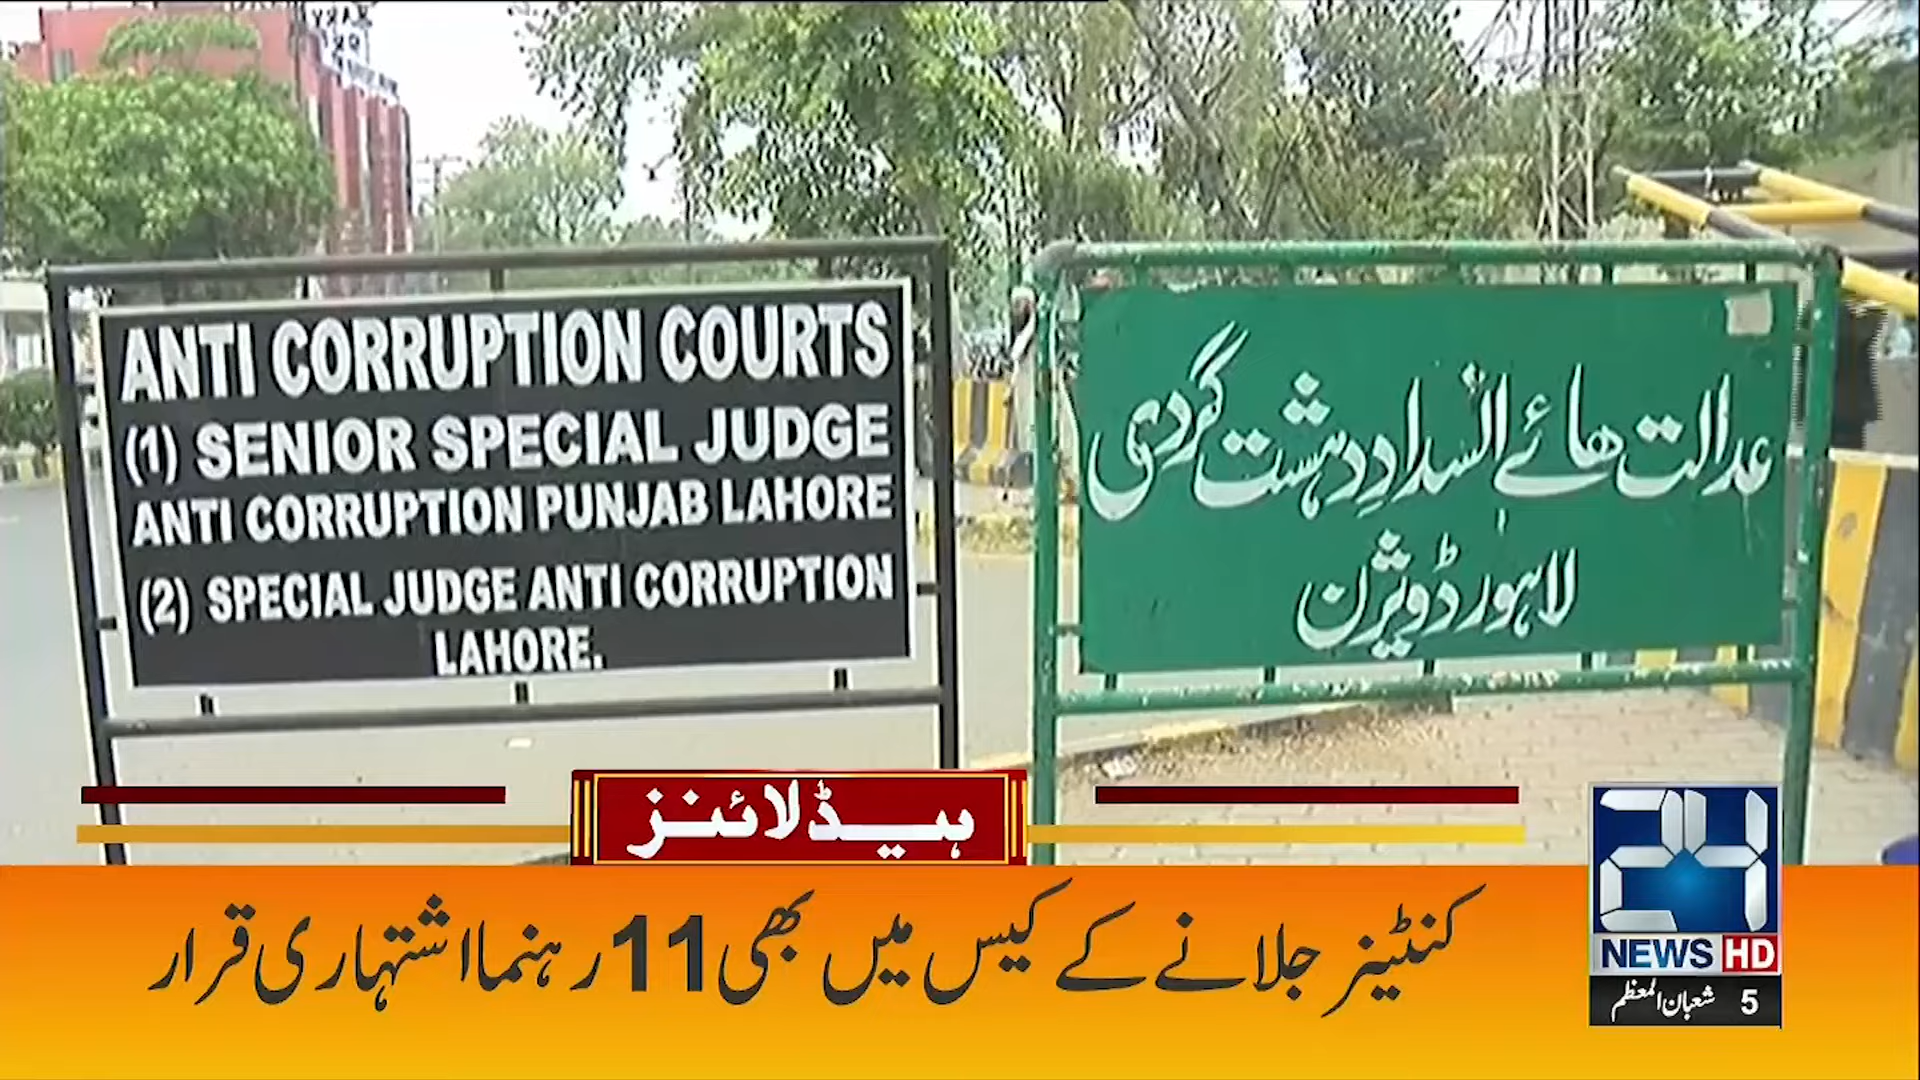 ANTI CORRUPTION COURTS
(1) SENIOR SPECIAL JUDGE
ANTI CORRUPTION PUNJAB LAHORE
(2) SPECIAL JUDGE ANTI CORRUPTION
LAHORE.
عدالت ھائے انسدادِ دہشت گردی
لاہور ڈویژن
ہیڈلائنز
کنٹینر جلانے کے کیس میں بھی 11 رہنما اشتہاری قرار
24
NEWS HD
5 شعبان المعظم